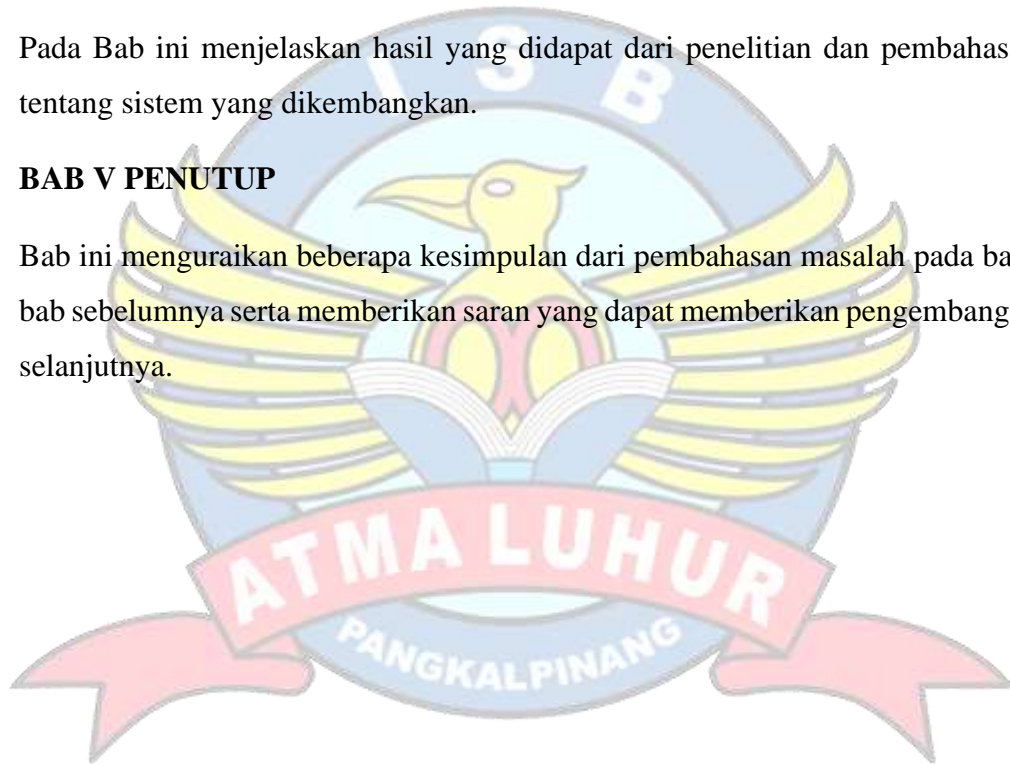 ISB
Pada Bab ini menjelaskan hasil yang didapat dari penelitian dan pembahas
tentang sistem yang dikembangkan.
BAB V PENUTUP
Bab ini menguraikan beberapa kesimpulan dari pembahasan masalah pada ba
bab sebelumnya serta memberikan saran yang dapat memberikan pengembang
selanjutnya.
ATMA LUHUR
PANGKALPINANG